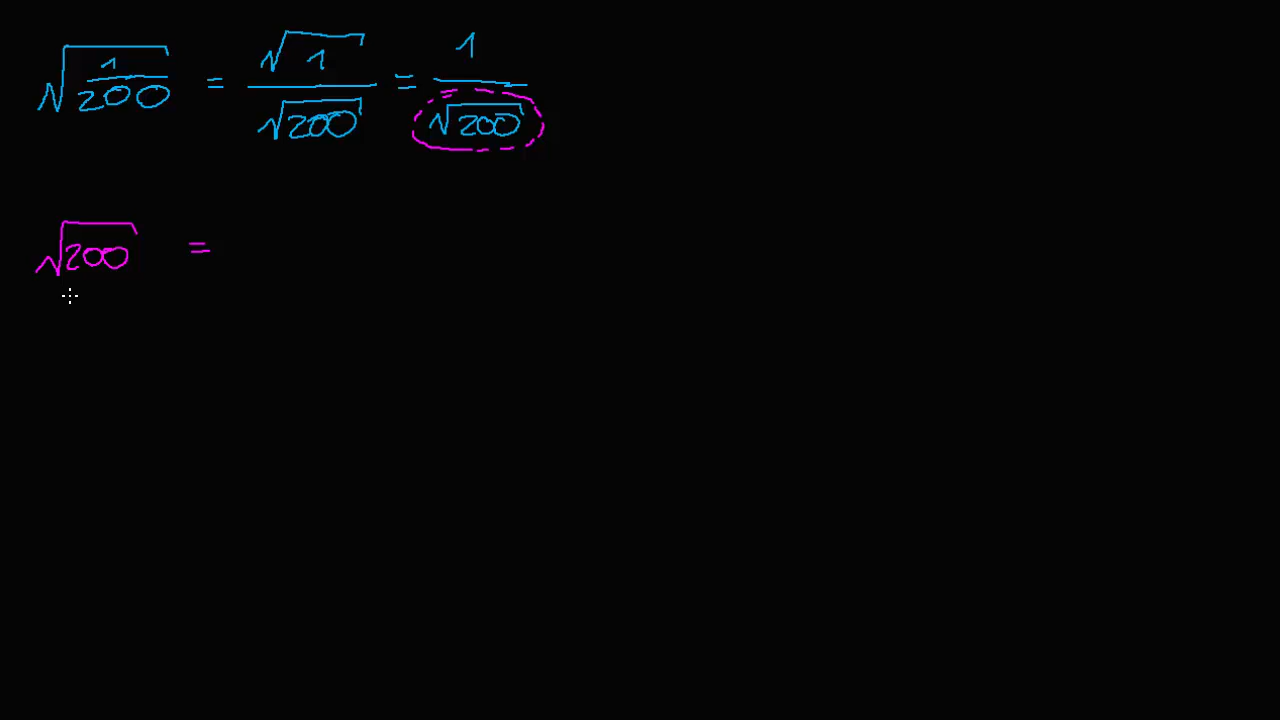 √(1/200) = √1/√200 = 1/√200
√200 =